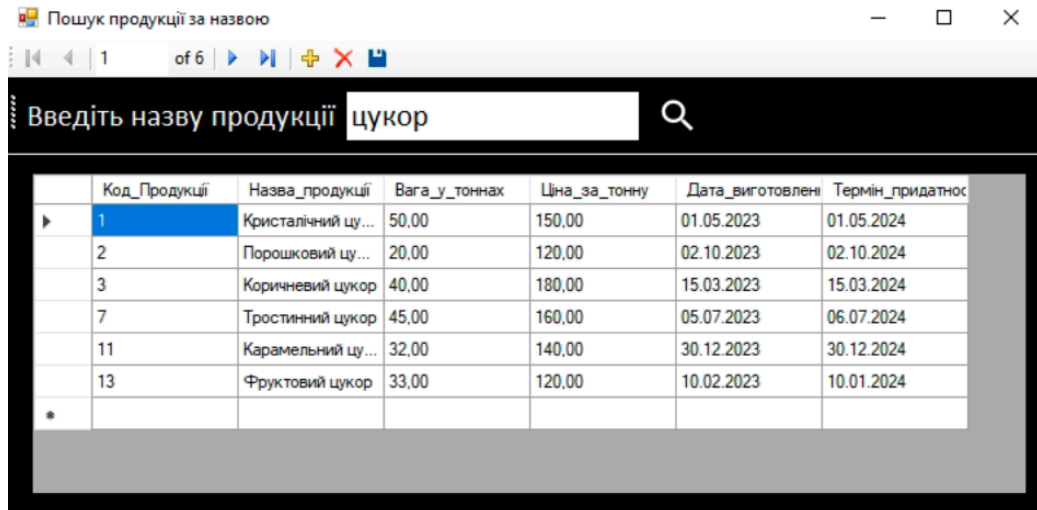 Пошук продукції за назвою
1 of 6
Введіть назву продукції цукор
Код_Продукції Назва_продукції Вага_у_тоннах Ціна_за_тонну Дата_виготовлені Термін_придатнос
1 Кристалічний цу... 50,00 150,00 01.05.2023 01.05.2024
2 Порошковий цу... 20,00 120,00 02.10.2023 02.10.2024
3 Коричневий цукор 40,00 180,00 15.03.2023 15.03.2024
7 Тростинний цукор 45,00 160,00 05.07.2023 06.07.2024
11 Карамельний цу... 32,00 140,00 30.12.2023 30.12.2024
13 Фруктовий цукор 33,00 120,00 10.02.2023 10.01.2024